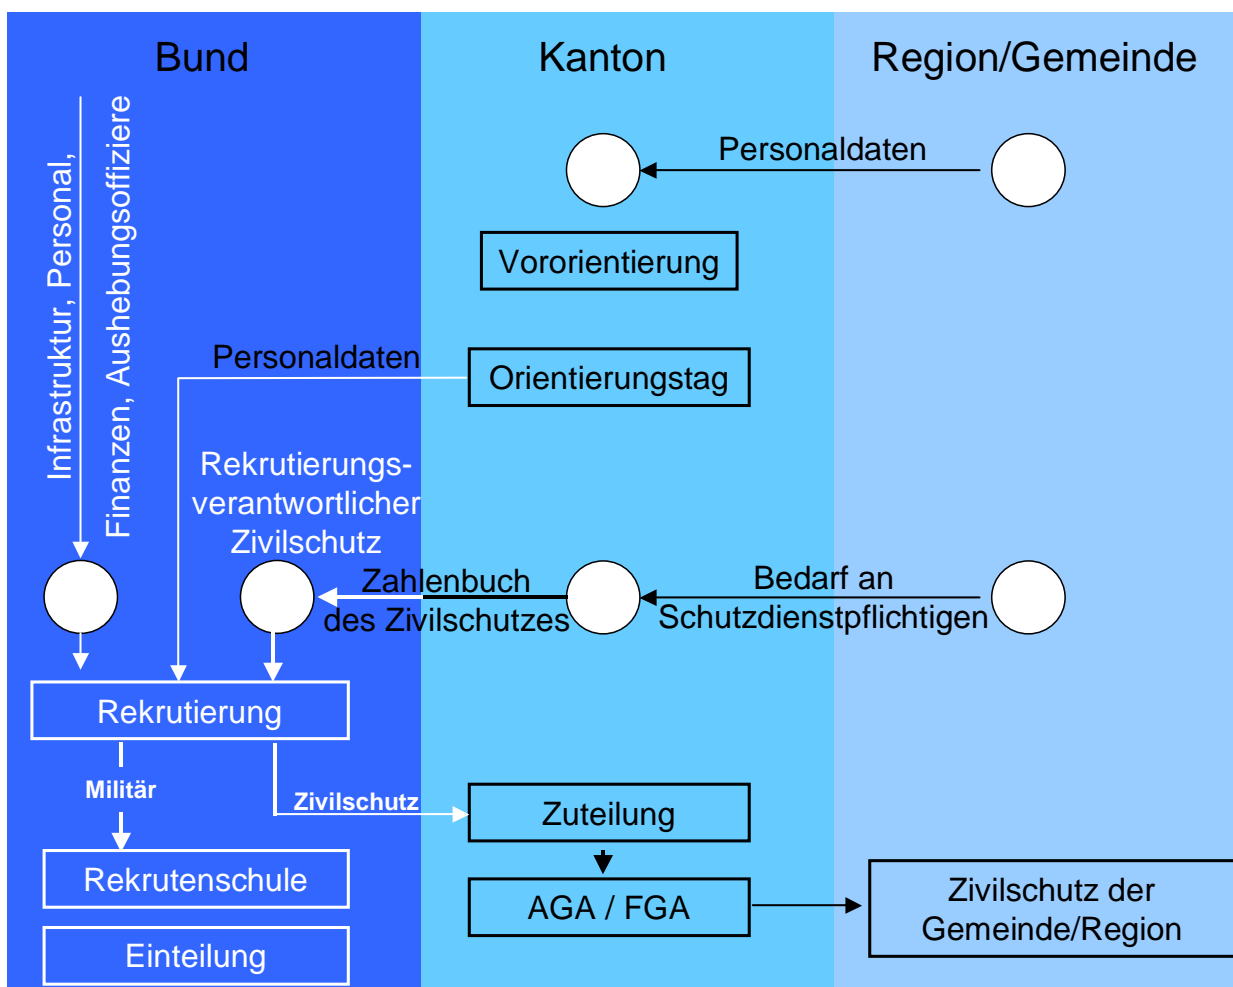 Bund
Kanton
Region/Gemeinde
Infrastruktur, Personal,
Finanzen, Aushebungsoffiziere
Personaldaten
Vororientierung
Personaldaten
Orientierungstag
Rekrutierungs-
verantwortlicher
Zivilschutz
Zahlenbuch
des Zivilschutzes
Bedarf an
Schutzdienstpflichtigen
Rekrutierung
Militär
Zivilschutz
Zuteilung
Rekrutenschule
AGA / FGA
Zivilschutz der
Gemeinde/Region
Einteilung